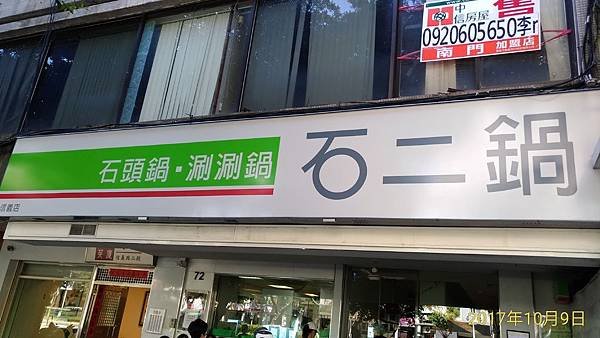 售
中
信房屋
0920605650李r
南門 加盟店
石頭鍋·涮涮鍋
石二鍋
72
2017年10月9日